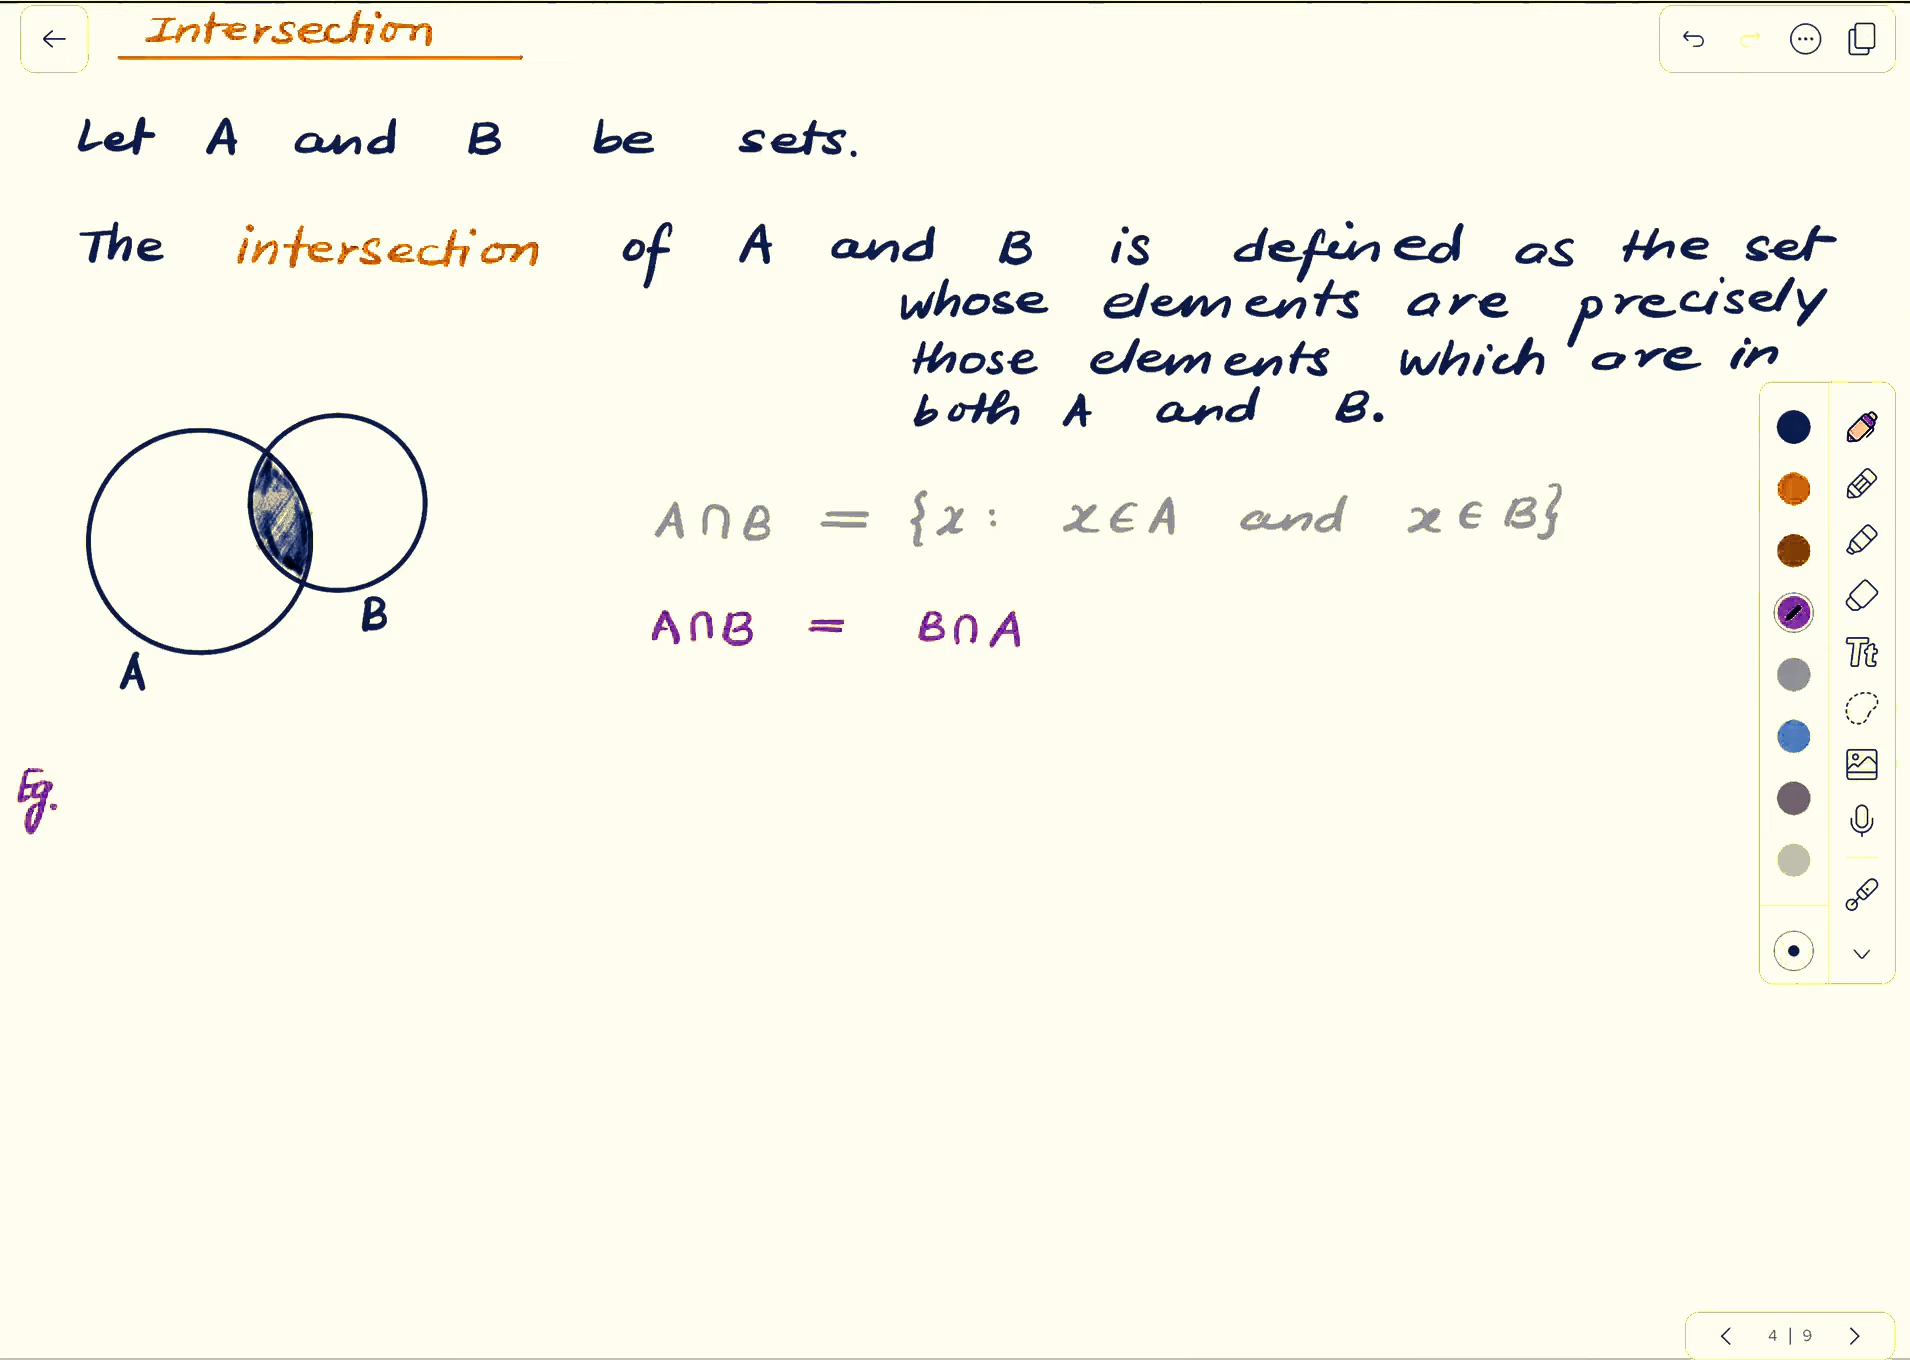 Intersection
Let A and B be sets.
The intersection of A and B is defined as the set
whose elements are precisely
those elements which are in
both A and B.
A∩B = {x : x∈A and x∈B}
A∩B = B∩A
B
A
Eg.
Tt
4 | 9